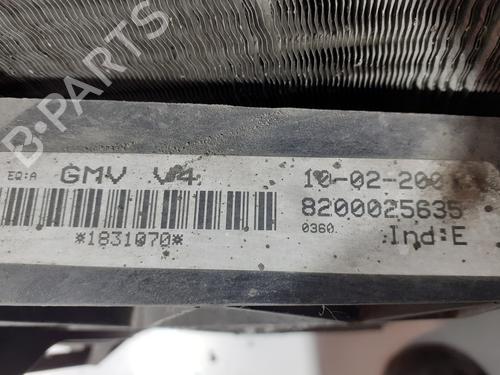 B-PARTS
EQ:A GMV V4 10-02-200
8200025635
*1831070* 0360. Ind:E